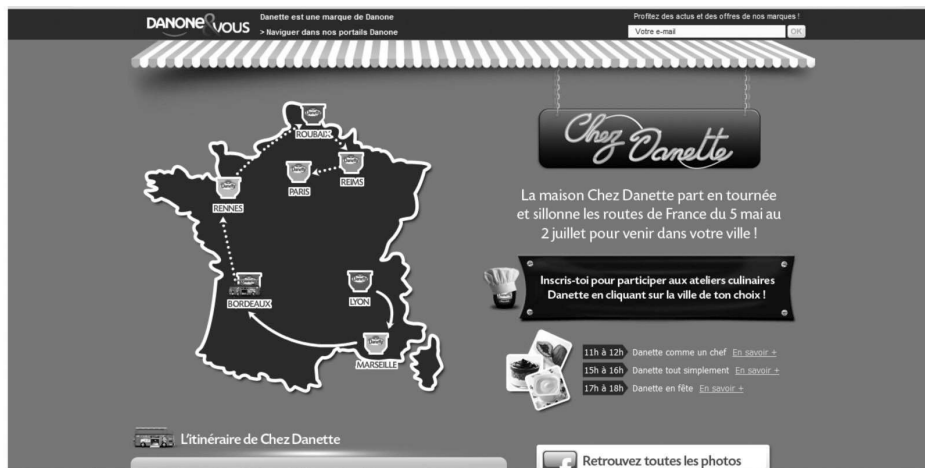 DANONE&VOUS
Danette est une marque de Danone
> Naviguer dans nos portails Danone
Profitez des actus et des offres de nos marques !
Votre e-mail
OK
Chez Danette
ROUBAIX
REIMS
PARIS
RENNES
BORDEAUX
LYON
MARSEILLE
La maison Chez Danette part en tournée
et sillonne les routes de France du 5 mai au
2 juillet pour venir dans votre ville !
Inscris-toi pour participer aux ateliers culinaires
Danette en cliquant sur la ville de ton choix !
11h à 12h Danette comme un chef En savoir +
15h à 16h Danette tout simplement En savoir +
17h à 18h Danette en fête En savoir +
L'itinéraire de Chez Danette
Retrouvez toutes les photos